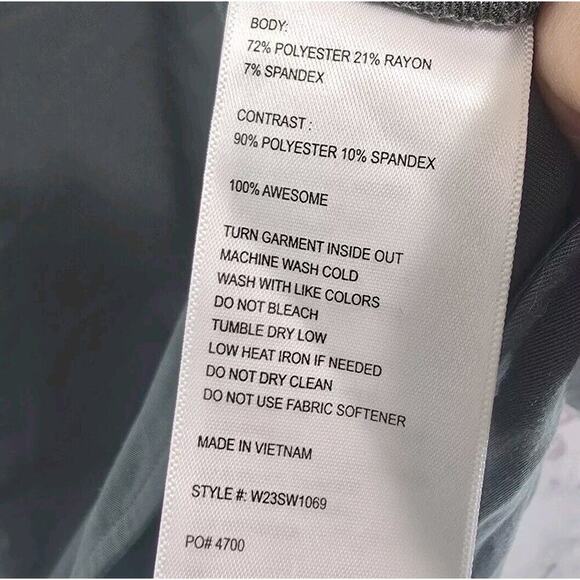 BODY:
72% POLYESTER 21% RAYON
7% SPANDEX
CONTRAST :
90% POLYESTER 10% SPANDEX
100% AWESOME
TURN GARMENT INSIDE OUT
MACHINE WASH COLD
WASH WITH LIKE COLORS
DO NOT BLEACH
TUMBLE DRY LOW
LOW HEAT IRON IF NEEDED
DO NOT DRY CLEAN
DO NOT USE FABRIC SOFTENER
MADE IN VIETNAM
STYLE #: W23SW1069
PO# 4700